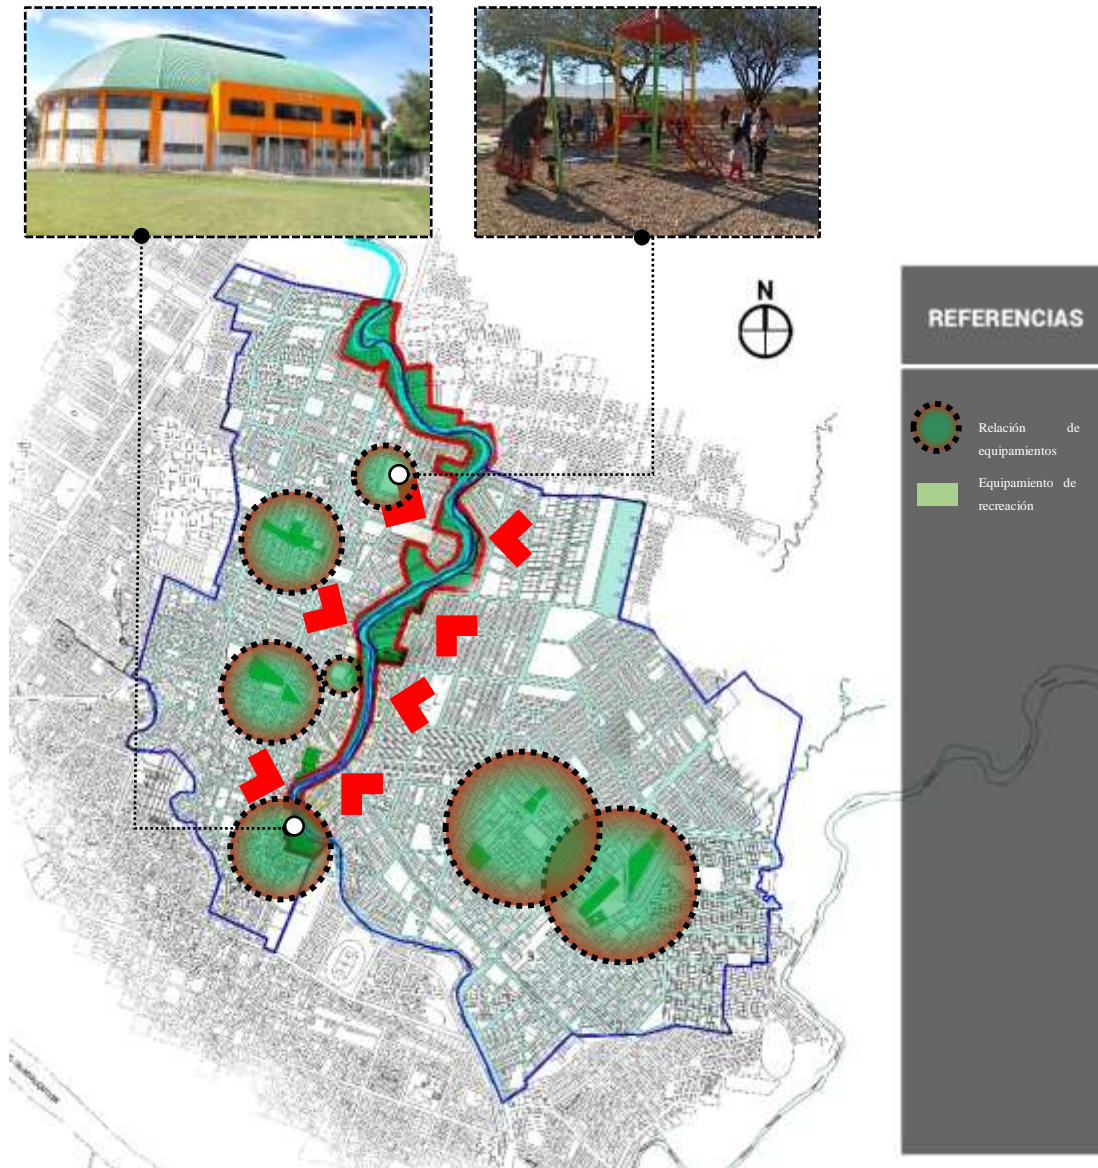 N
REFERENCIAS
Relación de
equipamientos
Equipamiento de
recreación